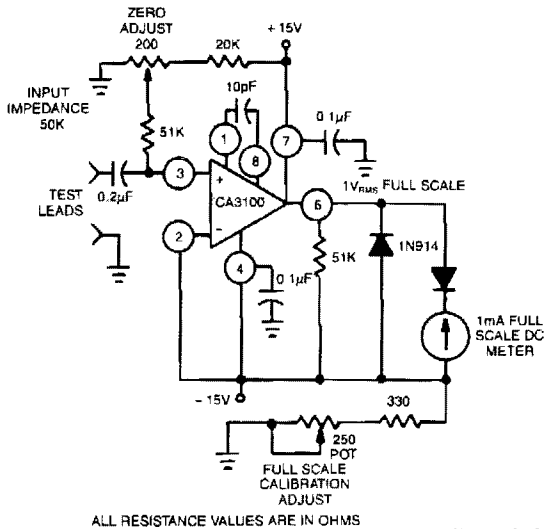 ZERO
ADJUST
200
20K
+ 15V
INPUT
IMPEDANCE
50K
10pF
51K
1
8
7
0 1µF
3
+
CA3100
6
1VRMS FULL SCALE
TEST
LEADS
0.2µF
2
-
4
0 1µF
51K
1N914
1mA FULL
SCALE DC
METER
- 15V
330
250
POT
FULL SCALE
CALIBRATION
ADJUST
ALL RESISTANCE VALUES ARE IN OHMS